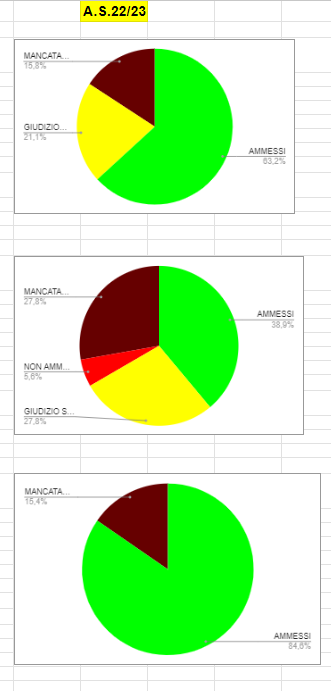 A.S.22/23
MANCATA...
15,8%
GIUDIZIO...
21,1%
AMMESSI
63,2%
MANCATA...
27,8%
AMMESSI
38,9%
NON AMM...
5,6%
GIUDIZIO S...
27,8%
MANCATA...
15,4%
AMMESSI
84,6%